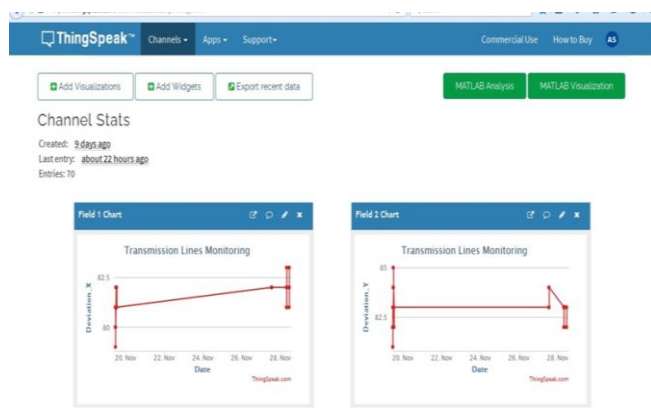 ThingSpeak™ Channels Apps Support Commercial Use How to Buy AS
Add Visualizations Add Widgets Export recent data MATLAB Analysis MATLAB Visualization
Channel Stats
Created: 9 days ago
Last entry: about 22 hours ago
Entries: 70
Field 1 Chart
Transmission Lines Monitoring
Deviation_X
82.5
80
20. Nov 22. Nov 24. Nov 26. Nov 28. Nov
Date
ThingSpeak.com
Field 2 Chart
Transmission Lines Monitoring
Deviation_Y
85
82.5
20. Nov 22. Nov 24. Nov 26. Nov 28. Nov
Date
ThingSpeak.com